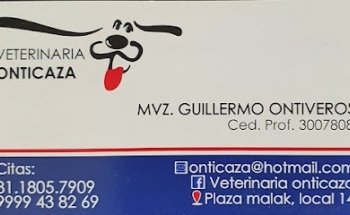 VETERINARIA
ONTICAZA
MVZ. GUILLERMO ONTIVEROS
Ced. Prof. 3007808
Citas:
81.1805.7909
9999 43 82 69
onticaza@hotmail.com
Veterinaria onticaza
Plaza malak, local 14